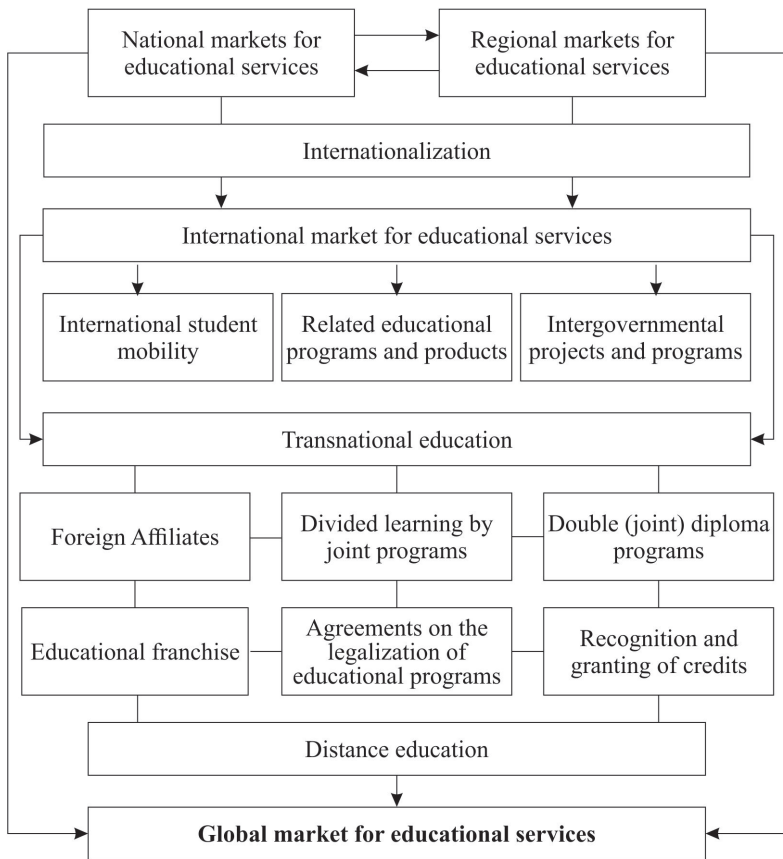 National markets for
educational services
Regional markets for
educational services
Internationalization
International market for educational services
International student
mobility
Related educational
programs and products
Intergovernmental
projects and programs
Transnational education
Foreign Affiliates
Divided learning by
joint programs
Double (joint) diploma
programs
Educational franchise
Agreements on the
legalization of
educational programs
Recognition and
granting of credits
Distance education
Global market for educational services